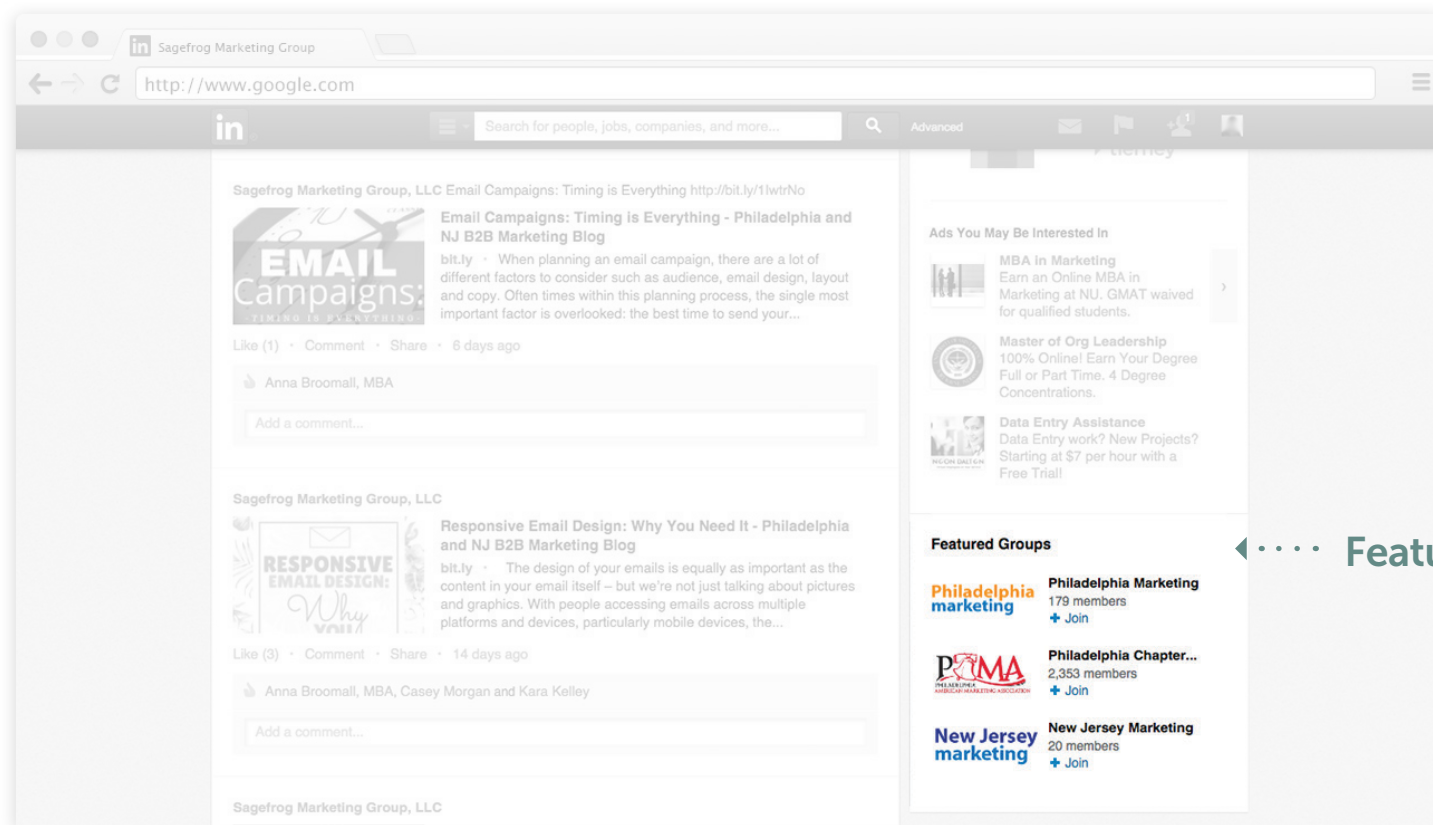 in Sagefrog Marketing Group
http://www.google.com
in
Search for people, jobs, companies, and more...
Advanced
1
tierney
Sagefrog Marketing Group, LLC Email Campaigns: Timing is Everything http://bit.ly/1IwtrNo
EMAIL
Campaigns:
-TIMING IS EVERYTHING-
Email Campaigns: Timing is Everything - Philadelphia and
NJ B2B Marketing Blog
bit.ly · When planning an email campaign, there are a lot of
different factors to consider such as audience, email design, layout
and copy. Often times within this planning process, the single most
important factor is overlooked: the best time to send your...
Like (1) · Comment · Share · 6 days ago
Anna Broomall, MBA
Add a comment...
Sagefrog Marketing Group, LLC
RESPONSIVE
EMAIL DESIGN:
Why
YOU
Responsive Email Design: Why You Need It - Philadelphia
and NJ B2B Marketing Blog
bit.ly · The design of your emails is equally as important as the
content in your email itself – but we're not just talking about pictures
and graphics. With people accessing emails across multiple
platforms and devices, particularly mobile devices, the...
Like (3) · Comment · Share · 14 days ago
Anna Broomall, MBA, Casey Morgan and Kara Kelley
Add a comment...
Sagefrog Marketing Group, LLC
Ads You May Be Interested In
MBA in Marketing
Earn an Online MBA in
Marketing at NU. GMAT waived
for qualified students.
Master of Org Leadership
100% Online! Earn Your Degree
Full or Part Time. 4 Degree
Concentrations.
Data Entry Assistance
Data Entry work? New Projects?
Starting at $7 per hour with a
Free Trial!
Featured Groups
Philadelphia
marketing
Philadelphia Marketing
179 members
+ Join
PAMA
PHILADELPHIA
AMERICAN MARKETING ASSOCIATION
Philadelphia Chapter...
2,353 members
+ Join
New Jersey
marketing
New Jersey Marketing
20 members
+ Join
Featu